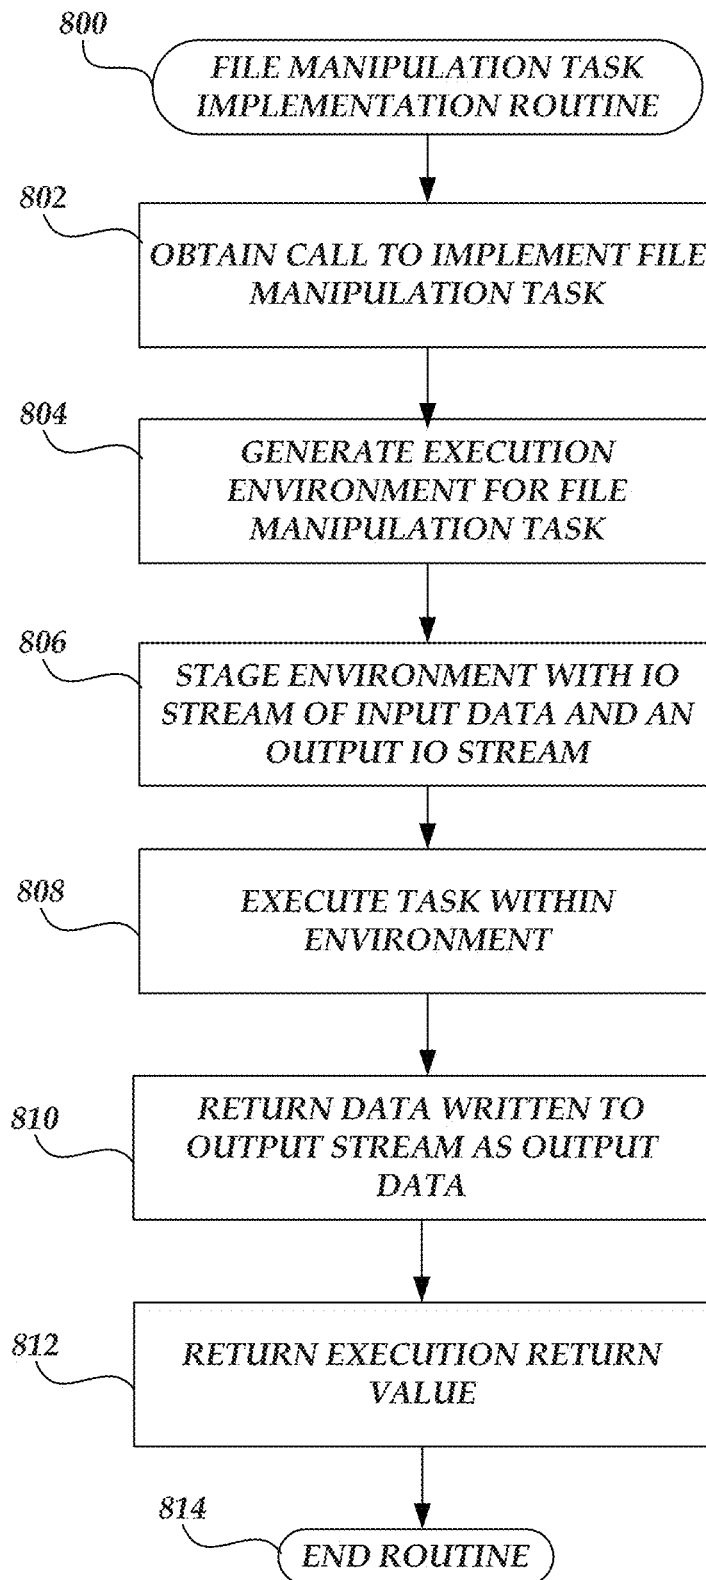 800
FILE MANIPULATION TASK
IMPLEMENTATION ROUTINE
802
OBTAIN CALL TO IMPLEMENT FILE
MANIPULATION TASK
804
GENERATE EXECUTION
ENVIRONMENT FOR FILE
MANIPULATION TASK
806
STAGE ENVIRONMENT WITH IO
STREAM OF INPUT DATA AND AN
OUTPUT IO STREAM
808
EXECUTE TASK WITHIN
ENVIRONMENT
810
RETURN DATA WRITTEN TO
OUTPUT STREAM AS OUTPUT
DATA
812
RETURN EXECUTION RETURN
VALUE
814
END ROUTINE